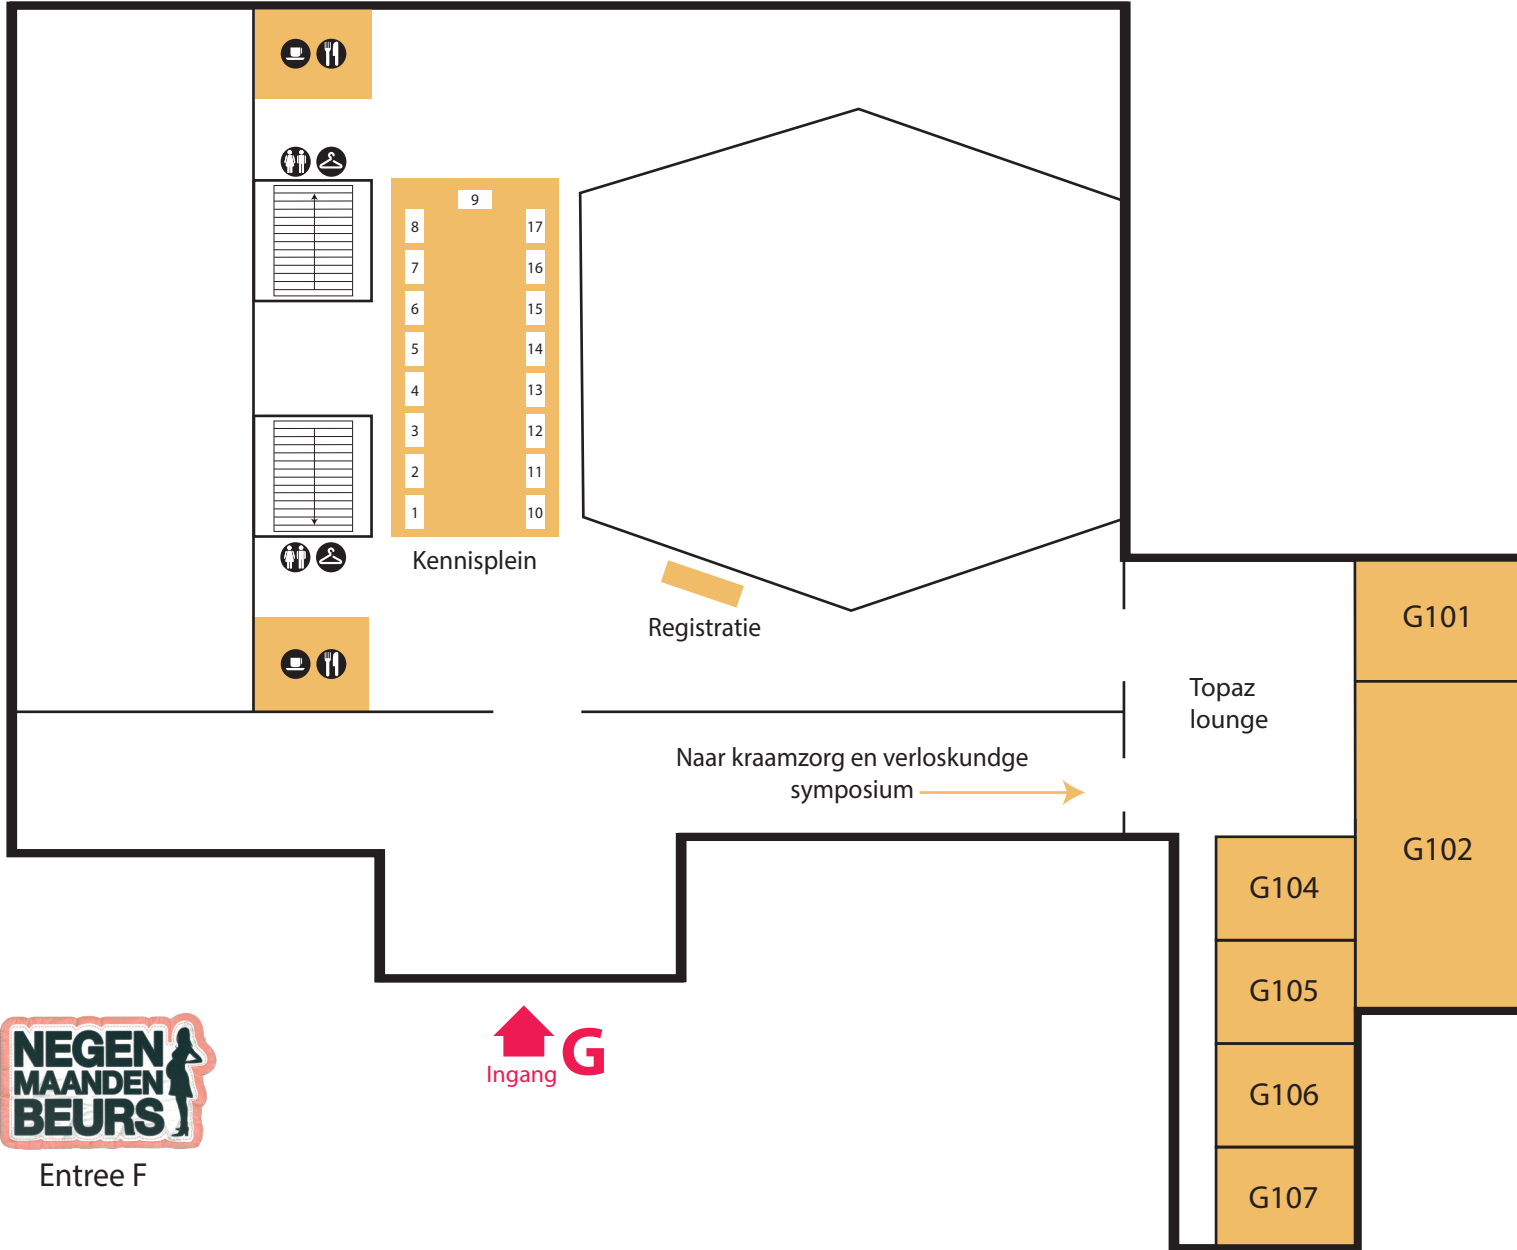 9
8
17
7
16
6
15
5
14
4
13
3
12
2
11
1
10
Kennisplein
Registratie
G101
Topaz
lounge
Naar kraamzorg en verloskundge
symposium
G102
G104
G105
G106
G107
Ingang G
NEGEN
MAANDEN
BEURS
Entree F